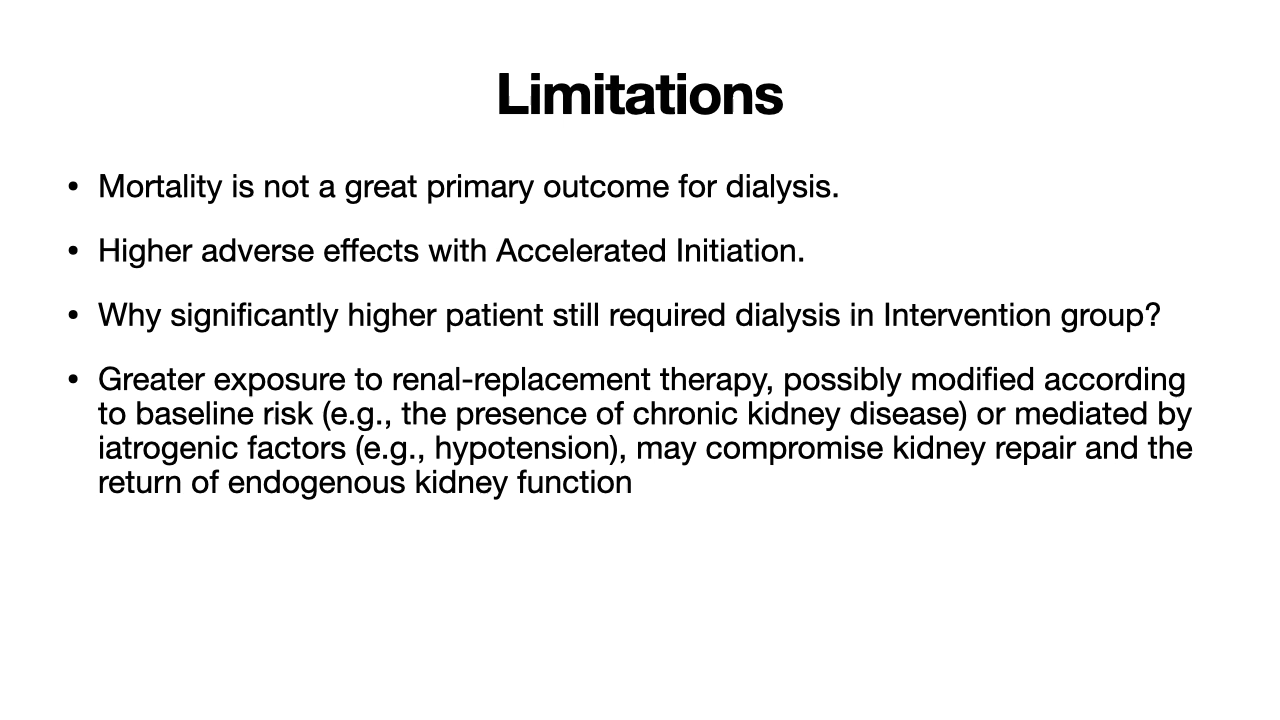 Limitations
• Mortality is not a great primary outcome for dialysis.
• Higher adverse effects with Accelerated Initiation.
• Why significantly higher patient still required dialysis in Intervention group?
• Greater exposure to renal-replacement therapy, possibly modified according
to baseline risk (e.g., the presence of chronic kidney disease) or mediated by
iatrogenic factors (e.g., hypotension), may compromise kidney repair and the
return of endogenous kidney function